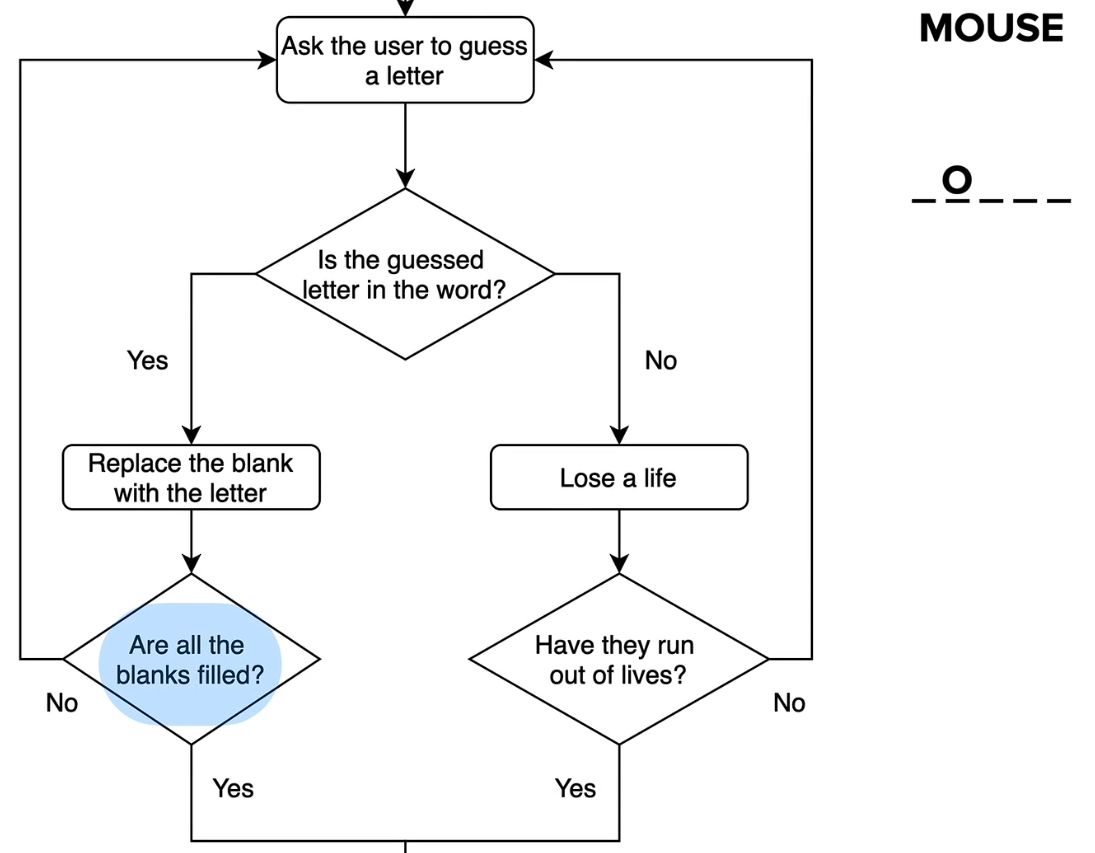 Ask the user to guess
a letter
MOUSE
O
Is the guessed
letter in the word?
Yes
No
Replace the blank
with the letter
Lose a life
Are all the
blanks filled?
Have they run
out of lives?
No
No
Yes
Yes